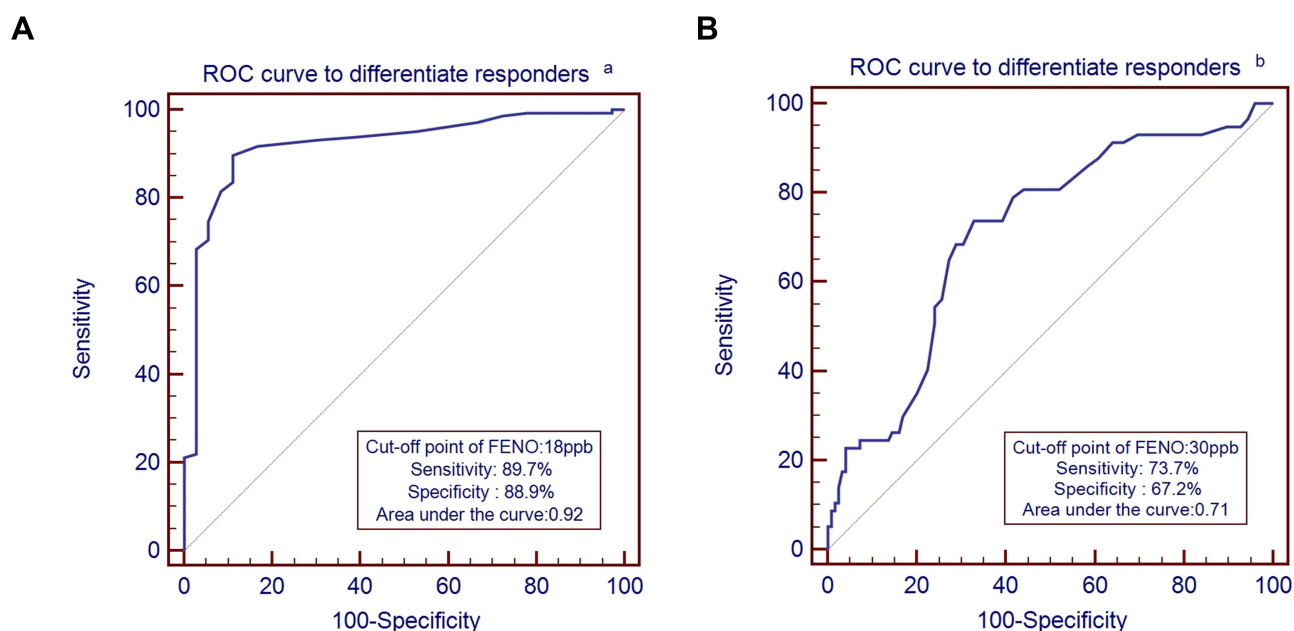 A
ROC curve to differentiate responders a
100
80
60
40
20
0
Sensitivity
Cut-off point of FENO:18ppb
Sensitivity: 89.7%
Specificity : 88.9%
Area under the curve:0.92
0 20 40 60 80 100
100-Specificity
B
ROC curve to differentiate responders b
100
80
60
40
20
0
Sensitivity
Cut-off point of FENO:30ppb
Sensitivity: 73.7%
Specificity : 67.2%
Area under the curve:0.71
0 20 40 60 80 100
100-Specificity